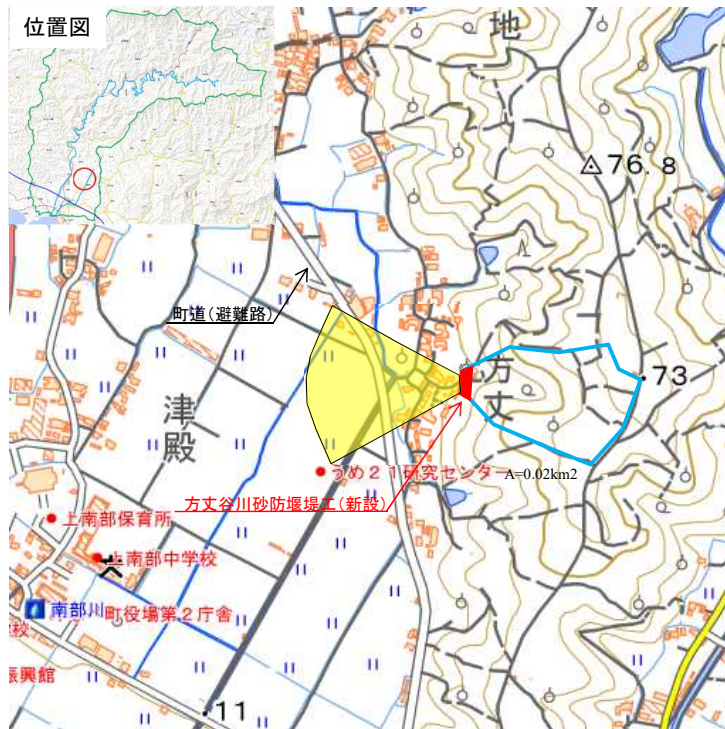 位置図
地
76.8
町道(避難路)
方丈
73
津殿
うめ21研究センター
A=0.02km2
方丈谷川砂防堰堤工(新設)
上南部保育所
上南部中学校
南部川
町役場第2庁舎
校
振興館
11